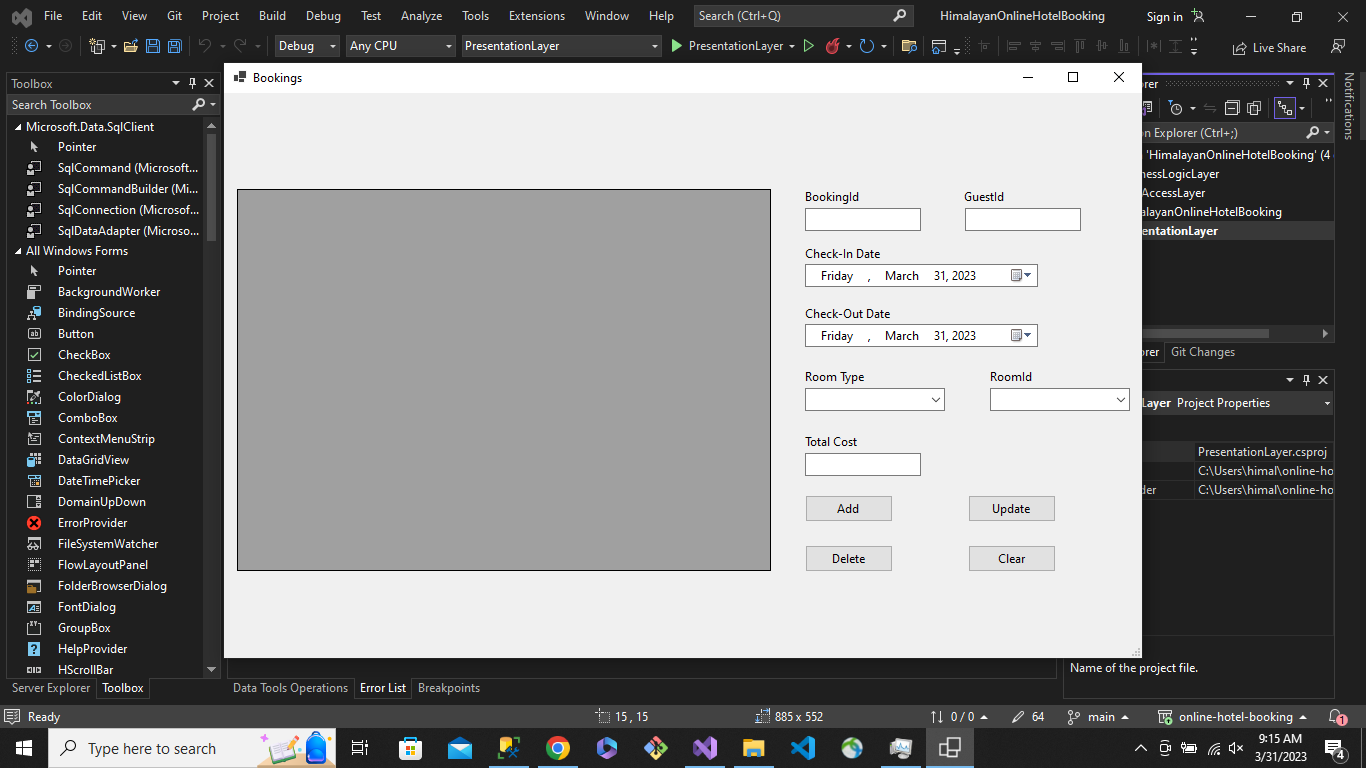 File Edit View Git Project Build Debug Test Analyze Tools Extensions Window Help Search (Ctrl+Q) HimalayanOnlineHotelBooking Sign in
Debug Any CPU PresentationLayer PresentationLayer Live Share
Toolbox
Search Toolbox
Microsoft.Data.SqlClient
Pointer
SqlCommand (Microsoft...
SqlCommandBuilder (Mi...
SqlConnection (Microsof...
SqlDataAdapter (Microso...
All Windows Forms
Pointer
BackgroundWorker
BindingSource
Button
CheckBox
CheckedListBox
ColorDialog
ComboBox
ContextMenuStrip
DataGridView
DateTimePicker
DomainUpDown
ErrorProvider
FileSystemWatcher
FlowLayoutPanel
FolderBrowserDialog
FontDialog
GroupBox
HelpProvider
HScrollBar
Server Explorer Toolbox
Bookings
BookingId GuestId
Check-In Date
Friday , March 31, 2023
Check-Out Date
Friday , March 31, 2023
Room Type RoomId
Total Cost
Add Update
Delete Clear
rer
n Explorer (Ctrl+;)
'HimalayanOnlineHotelBooking' (4
nessLogicLayer
AccessLayer
alayanOnlineHotelBooking
entationLayer
orer Git Changes
Layer Project Properties
PresentationLayer.csproj
C:\Users\himal\online-ho
der C:\Users\himal\online-ho
Name of the project file.
Notifications
Data Tools Operations Error List Breakpoints
Ready 15 , 15 885 x 552 0 / 0 64 main online-hotel-booking 1
Type here to search
9:15 AM
3/31/2023
4